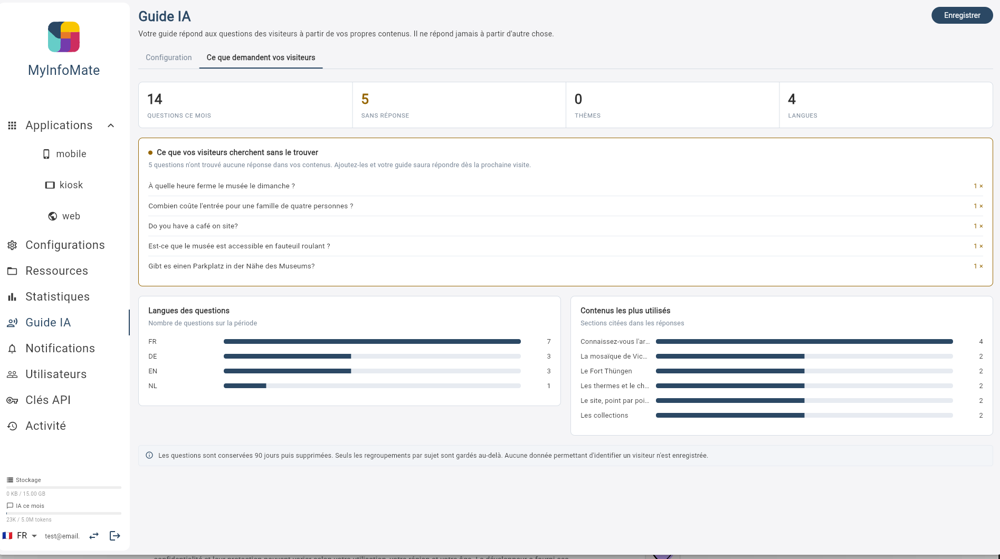 Guide IA
Enregistrer
Votre guide répond aux questions des visiteurs à partir de vos propres contenus. Il ne répond jamais à partir d'autre chose.
Configuration
Ce que demandent vos visiteurs
MyInfoMate
Applications
mobile
kiosk
web
Configurations
Ressources
Statistiques
Guide IA
Notifications
Utilisateurs
Clés API
Activité
Stockage
0 KB / 15.00 GB
IA ce mois
23K / 5.0M tokens
FR
test@email.
14
QUESTIONS CE MOIS
5
SANS RÉPONSE
0
THÈMES
4
LANGUES
Ce que vos visiteurs cherchent sans le trouver
5 questions n'ont trouvé aucune réponse dans vos contenus. Ajoutez-les et votre guide saura répondre dès la prochaine visite.
À quelle heure ferme le musée le dimanche ? 1 ×
Combien coûte l'entrée pour une famille de quatre personnes ? 1 ×
Do you have a café on site? 1 ×
Est-ce que le musée est accessible en fauteuil roulant ? 1 ×
Gibt es einen Parkplatz in der Nähe des Museums? 1 ×
Langues des questions
Nombre de questions sur la période
FR 7
DE 3
EN 3
NL 1
Contenus les plus utilisés
Sections citées dans les réponses
Connaissez-vous l'ar... 4
La mosaïque de Vic... 2
Le Fort Thüngen 2
Les thermes et le ch... 2
Le site, point par poi... 2
Les collections 2
Les questions sont conservées 90 jours puis supprimées. Seuls les regroupements par sujet sont gardés au-delà. Aucune donnée permettant d'identifier un visiteur n'est enregistrée.